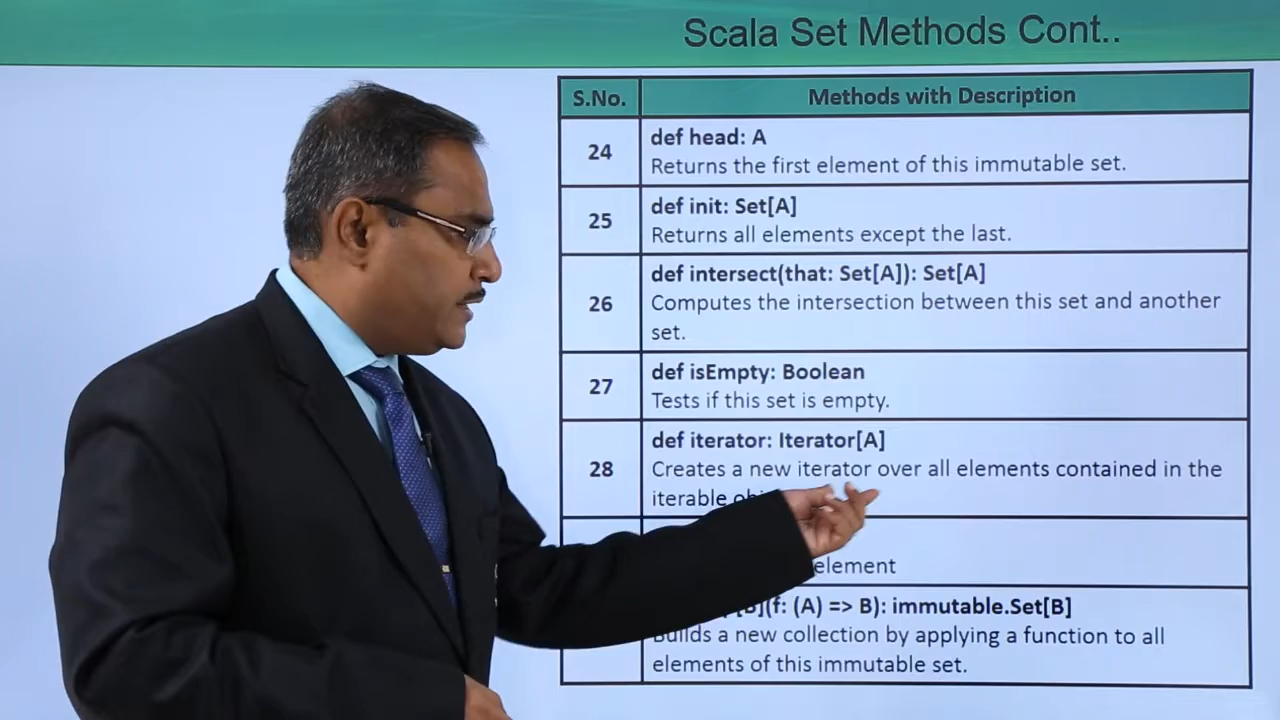 Scala Set Methods Cont..
S.No. Methods with Description
24
def head: A
Returns the first element of this immutable set.
25
def init: Set[A]
Returns all elements except the last.
26
def intersect(that: Set[A]): Set[A]
Computes the intersection between this set and another
set.
27
def isEmpty: Boolean
Tests if this set is empty.
28
def iterator: Iterator[A]
Creates a new iterator over all elements contained in the
iterable
element
(f: (A) => B): immutable.Set[B]
Builds a new collection by applying a function to all
elements of this immutable set.